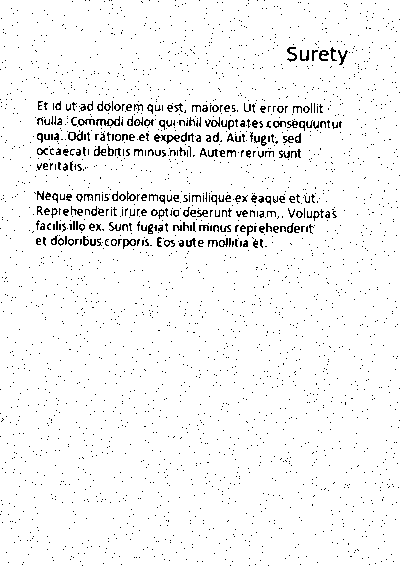 Surety
Et id ut ad dolorem qui est, maiores. Ut error mollit
nulla. Commodi dolor qui nihil voluptates consequuntur
quia. Odit ratione et expedita ad. Aut fugit, sed
occaecati debitis minus nihil. Autem rerum sunt
veritatis.
Neque omnis doloremque similique ex eaque et ut.
Reprehenderit irure optio deserunt veniam,. Voluptas
facilis illo ex. Sunt fugiat nihil minus reprehenderit
et doloribus corporis. Eos aute mollitia et.